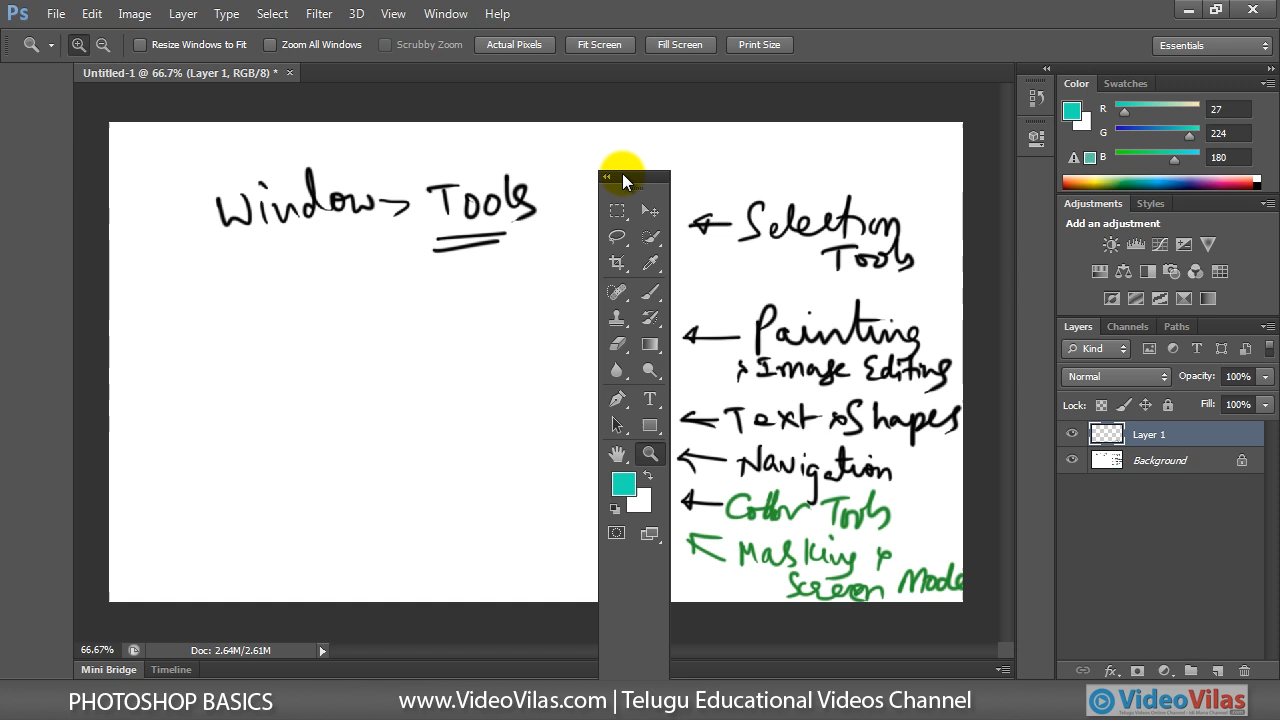 Ps File Edit Image Layer Type Select Filter 3D View Window Help
Resize Windows to Fit Zoom All Windows Scrubby Zoom Actual Pixels Fit Screen Fill Screen Print Size Essentials
Untitled-1 @ 66.7% (Layer 1, RGB/8) * ×
Window → Tools
Selection
Tools
Painting
Image Editing
Text & Shapes
Navigation
Color Tools
Masking &
Screen Mode
T
Color Swatches
R 27
G 224
B 180
Adjustments Styles
Add an adjustment
Layers Channels Paths
Kind T
Normal Opacity: 100%
Lock: Fill: 100%
Layer 1
Background
fx
66.67% Doc: 2.64M/2.61M
Mini Bridge Timeline
PHOTOSHOP BASICS www.VideoVilas.com | Telugu Educational Videos Channel
VideoVilas.com